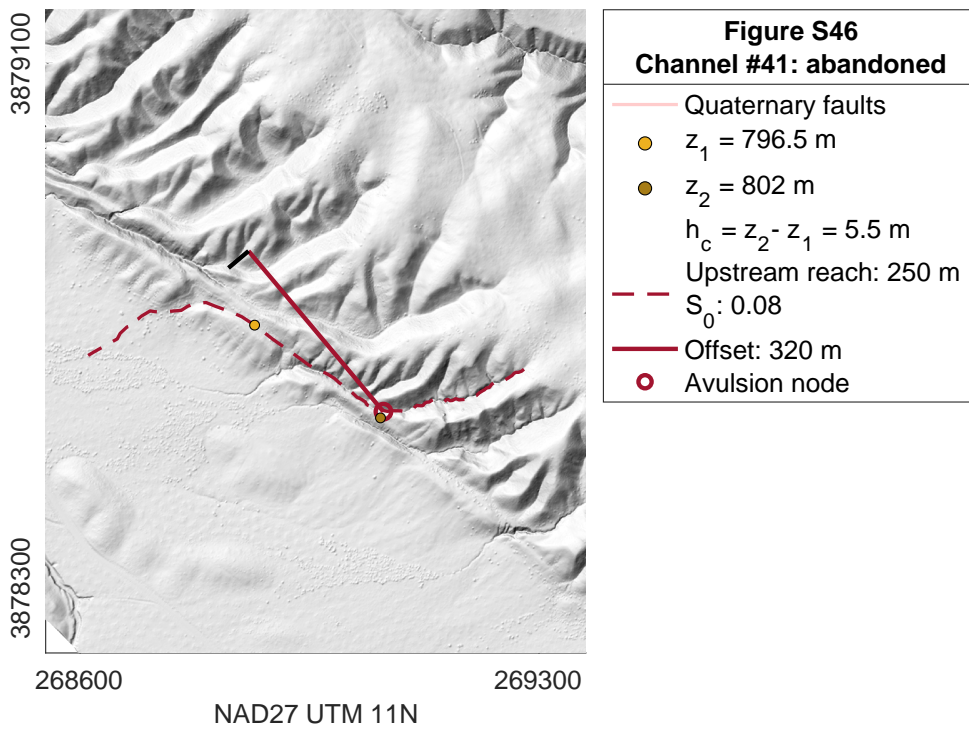 3879100
3878300
268600
269300
NAD27 UTM 11N
Figure S46
Channel #41: abandoned
Quaternary faults
z₁ = 796.5 m
z₂ = 802 m
h_c = z₂- z₁ = 5.5 m
Upstream reach: 250 m
S₀: 0.08
Offset: 320 m
Avulsion node